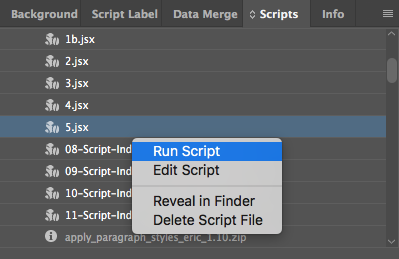 Background Script Label Data Merge Scripts Info
1b.jsx
2.jsx
3.jsx
4.jsx
5.jsx
08-Script-Ind
09-Script-Ind
10-Script-Ind
11-Script-Ind
apply_paragraph_styles_eric_1.10.zip
Run Script
Edit Script
Reveal in Finder
Delete Script File